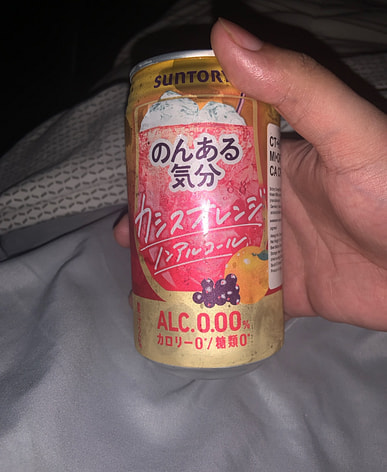 SUNTORY
のんある
気分
カシスオレンジ
ノンアルコール
ALC.0.00%
カロリー0*/糖類0*